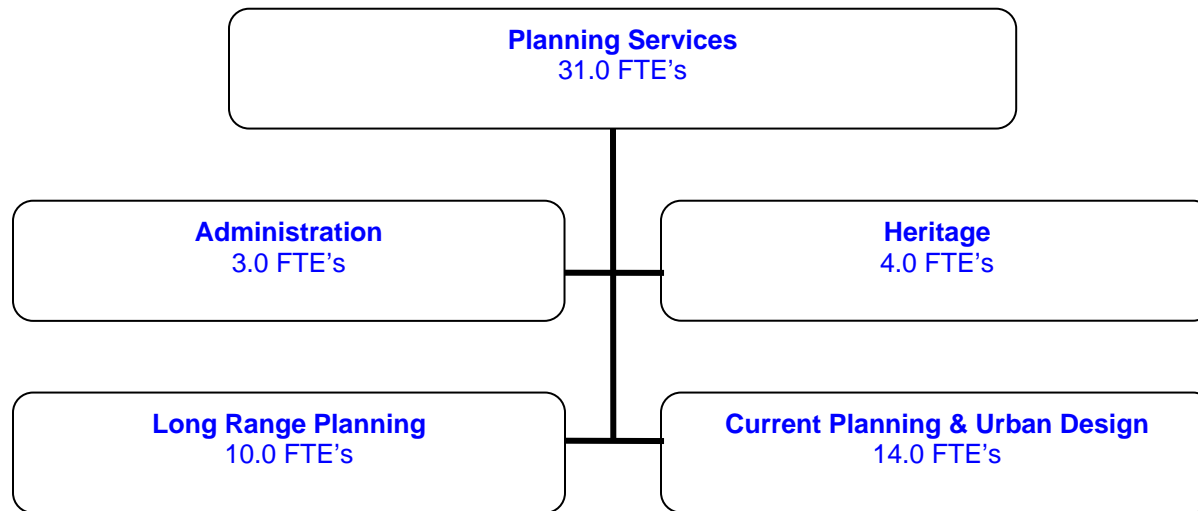 Planning Services
31.0 FTE’s
Administration
3.0 FTE’s
Heritage
4.0 FTE’s
Long Range Planning
10.0 FTE’s
Current Planning & Urban Design
14.0 FTE’s